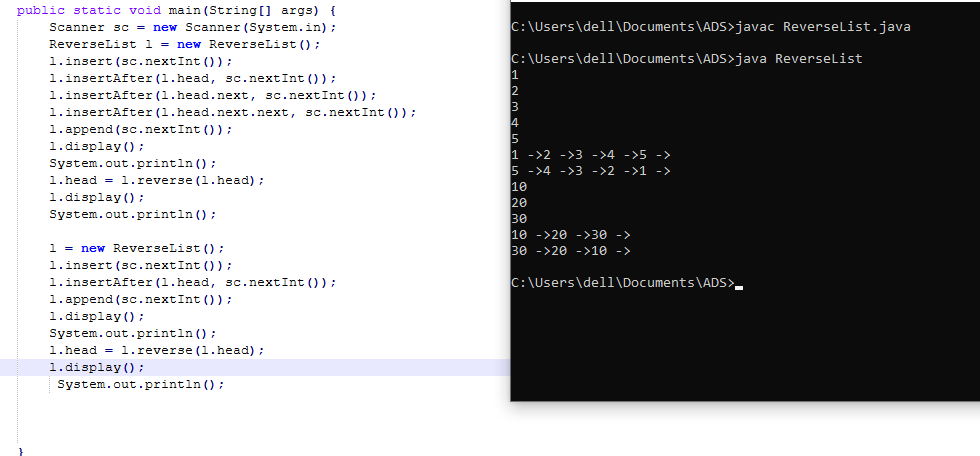 public static void main(String[] args) {
Scanner sc = new Scanner(System.in);
ReverseList l = new ReverseList();
l.insert(sc.nextInt());
l.insertAfter(l.head, sc.nextInt());
l.insertAfter(l.head.next, sc.nextInt());
l.insertAfter(l.head.next.next, sc.nextInt());
l.append(sc.nextInt());
l.display();
System.out.println();
l.head = l.reverse(l.head);
l.display();
System.out.println();
l = new ReverseList();
l.insert(sc.nextInt());
l.insertAfter(l.head, sc.nextInt());
l.append(sc.nextInt());
l.display();
System.out.println();
l.head = l.reverse(l.head);
l.display();
System.out.println();
}
C:\Users\dell\Documents\ADS>javac ReverseList.java
C:\Users\dell\Documents\ADS>java ReverseList
1
2
3
4
5
1 ->2 ->3 ->4 ->5 ->
5 ->4 ->3 ->2 ->1 ->
10
20
30
10 ->20 ->30 ->
30 ->20 ->10 ->
C:\Users\dell\Documents\ADS>